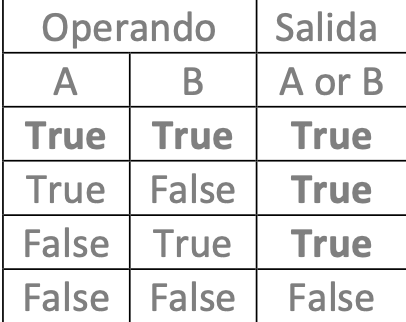 Operando Salida
A B A or B
True True True
True False True
False True True
False False False